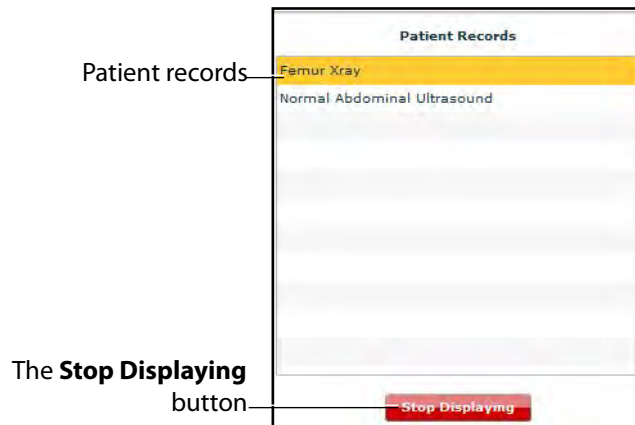 Patient Records
Patient records
Femur Xray
Normal Abdominal Ultrasound
The Stop Displaying
button
Stop Displaying